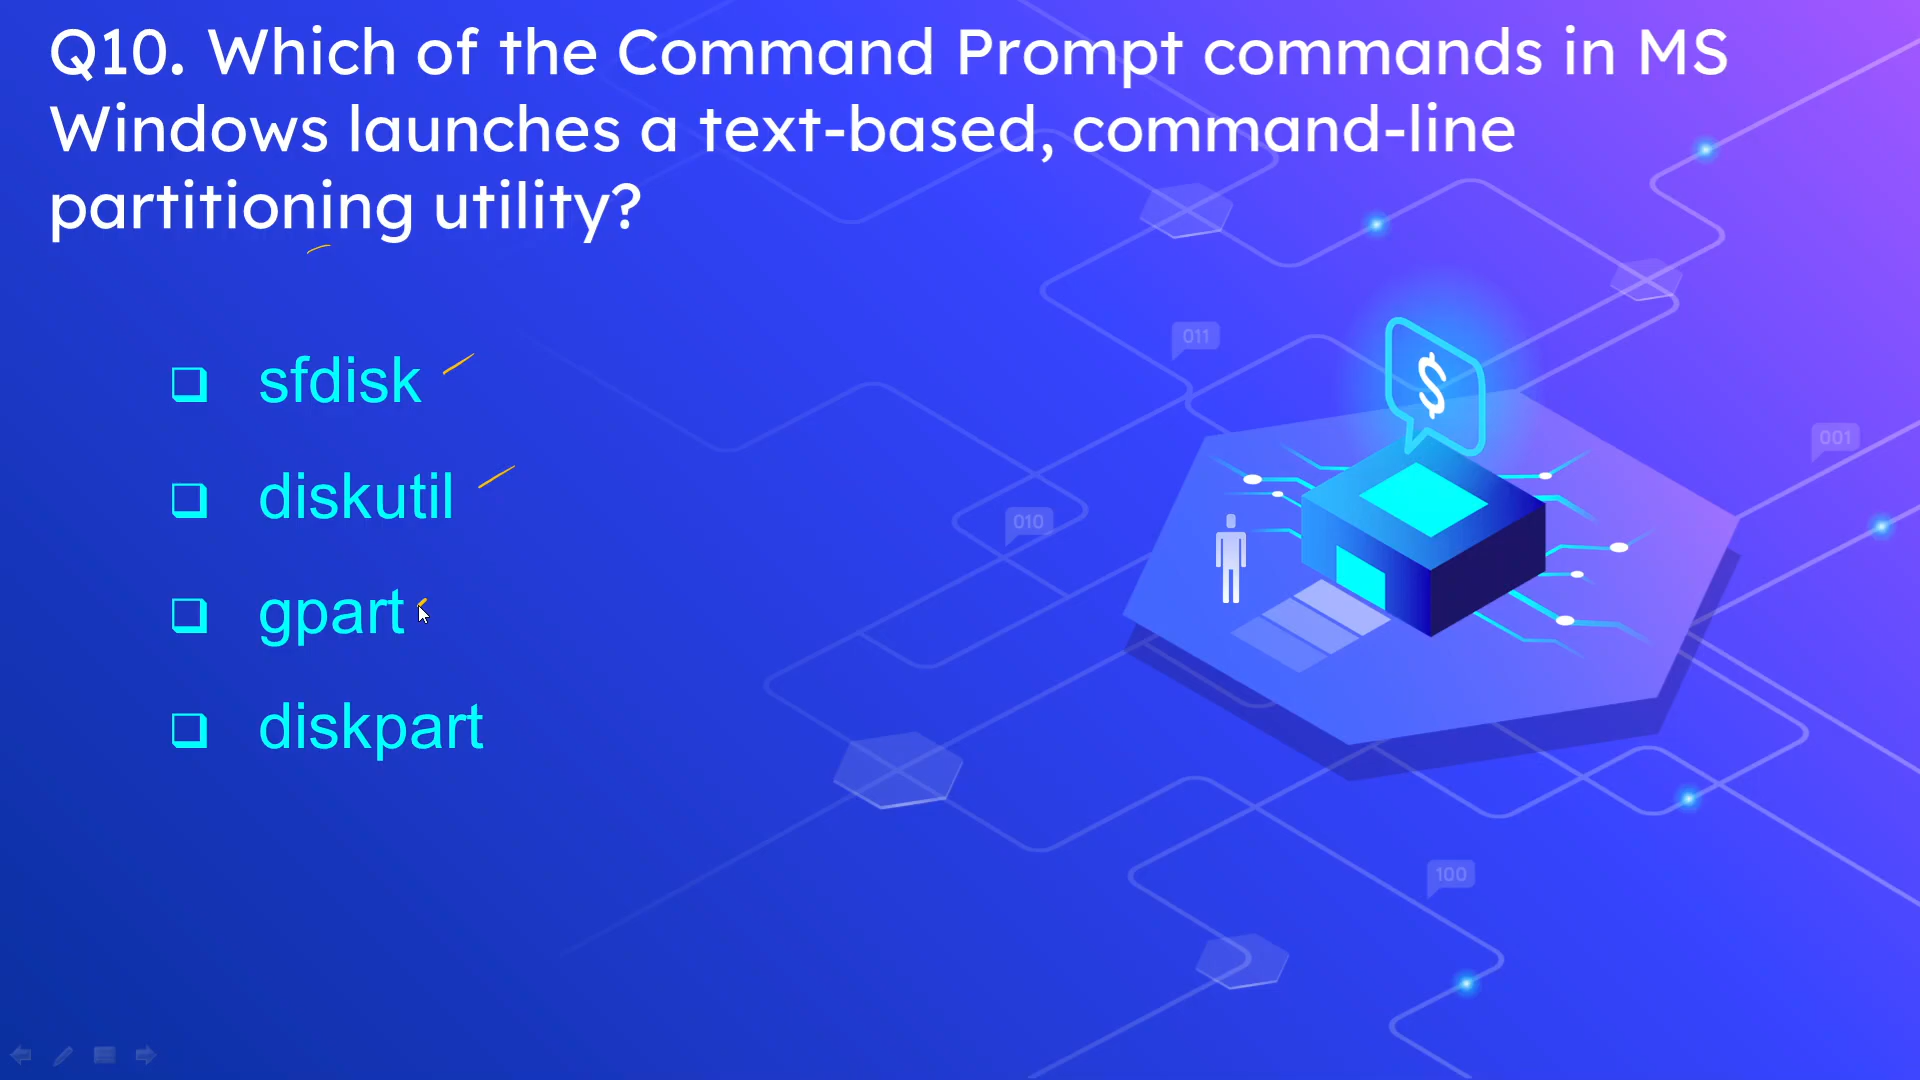 Q10. Which of the Command Prompt commands in MS
Windows launches a text-based, command-line
partitioning utility?
sfdisk
diskutil
gpart
diskpart
$
011
001
010
100